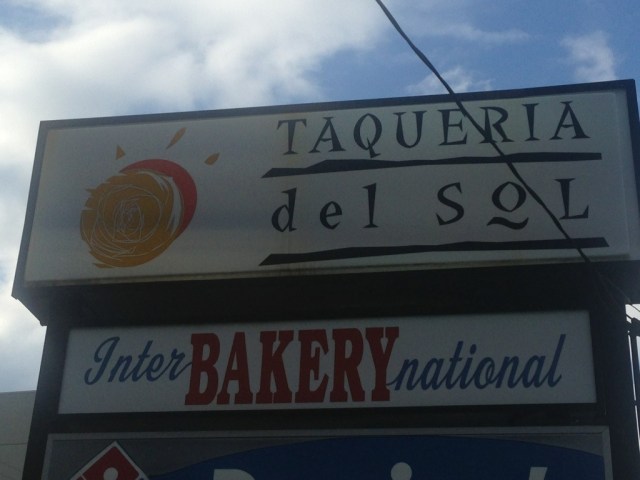 TAQUERIA
del SOL
InterBAKERYnational